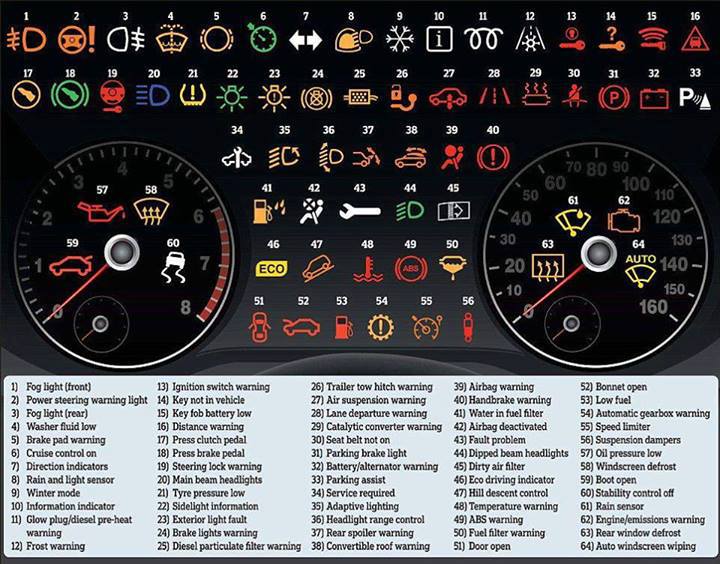 1 2 3 4 5 6 7 8 9 10 11 12 13 14 15 16
17 18 19 20 21 22 23 24 25 26 27 28 29 30 31 32 33
P
34 35 36 37 38 39 40
41 42 43 44 45
46 47 48 49 50
ECO
ABS
51 52 53 54 55 56
57 58
59 60
0 1 2 3 4 5 6 7 8
61 62
63 64
AUTO
0 20 40 60 70 80 90 100 120 130 140 150 160
1) Fog light (front)
2) Power steering warning light
3) Fog light (rear)
4) Washer fluid low
5) Brake pad warning
6) Cruise control on
7) Direction indicators
8) Rain and light sensor
9) Winter mode
10) Information indicator
11) Glow plug/diesel pre-heat
warning
12) Frost warning
13) Ignition switch warning
14) Key not in vehicle
15) Key fob battery low
16) Distance warning
17) Press clutch pedal
18) Press brake pedal
19) Steering lock warning
20) Main beam headlights
21) Tyre pressure low
22) Sidelight information
23) Exterior light fault
24) Brake lights warning
25) Diesel particulate filter warning
26) Trailer tow hitch warning
27) Air suspension warning
28) Lane departure warning
29) Catalytic converter warning
30) Seat belt not on
31) Parking brake light
32) Battery/alternator warning
33) Parking assist
34) Service required
35) Adaptive lighting
36) Headlight range control
37) Rear spoiler warning
38) Convertible roof warning
39) Airbag warning
40) Handbrake warning
41) Water in fuel filter
42) Airbag deactivated
43) Fault problem
44) Dipped beam headlights
45) Dirty air filter
46) Eco driving indicator
47) Hill descent control
48) Temperature warning
49) ABS warning
50) Fuel filter warning
51) Door open
52) Bonnet open
53) Low fuel
54) Automatic gearbox warning
55) Speed limiter
56) Suspension dampers
57) Oil pressure low
58) Windscreen defrost
59) Boot open
60) Stability control off
61) Rain sensor
62) Engine/emissions warning
63) Rear window defrost
64) Auto windscreen wiping